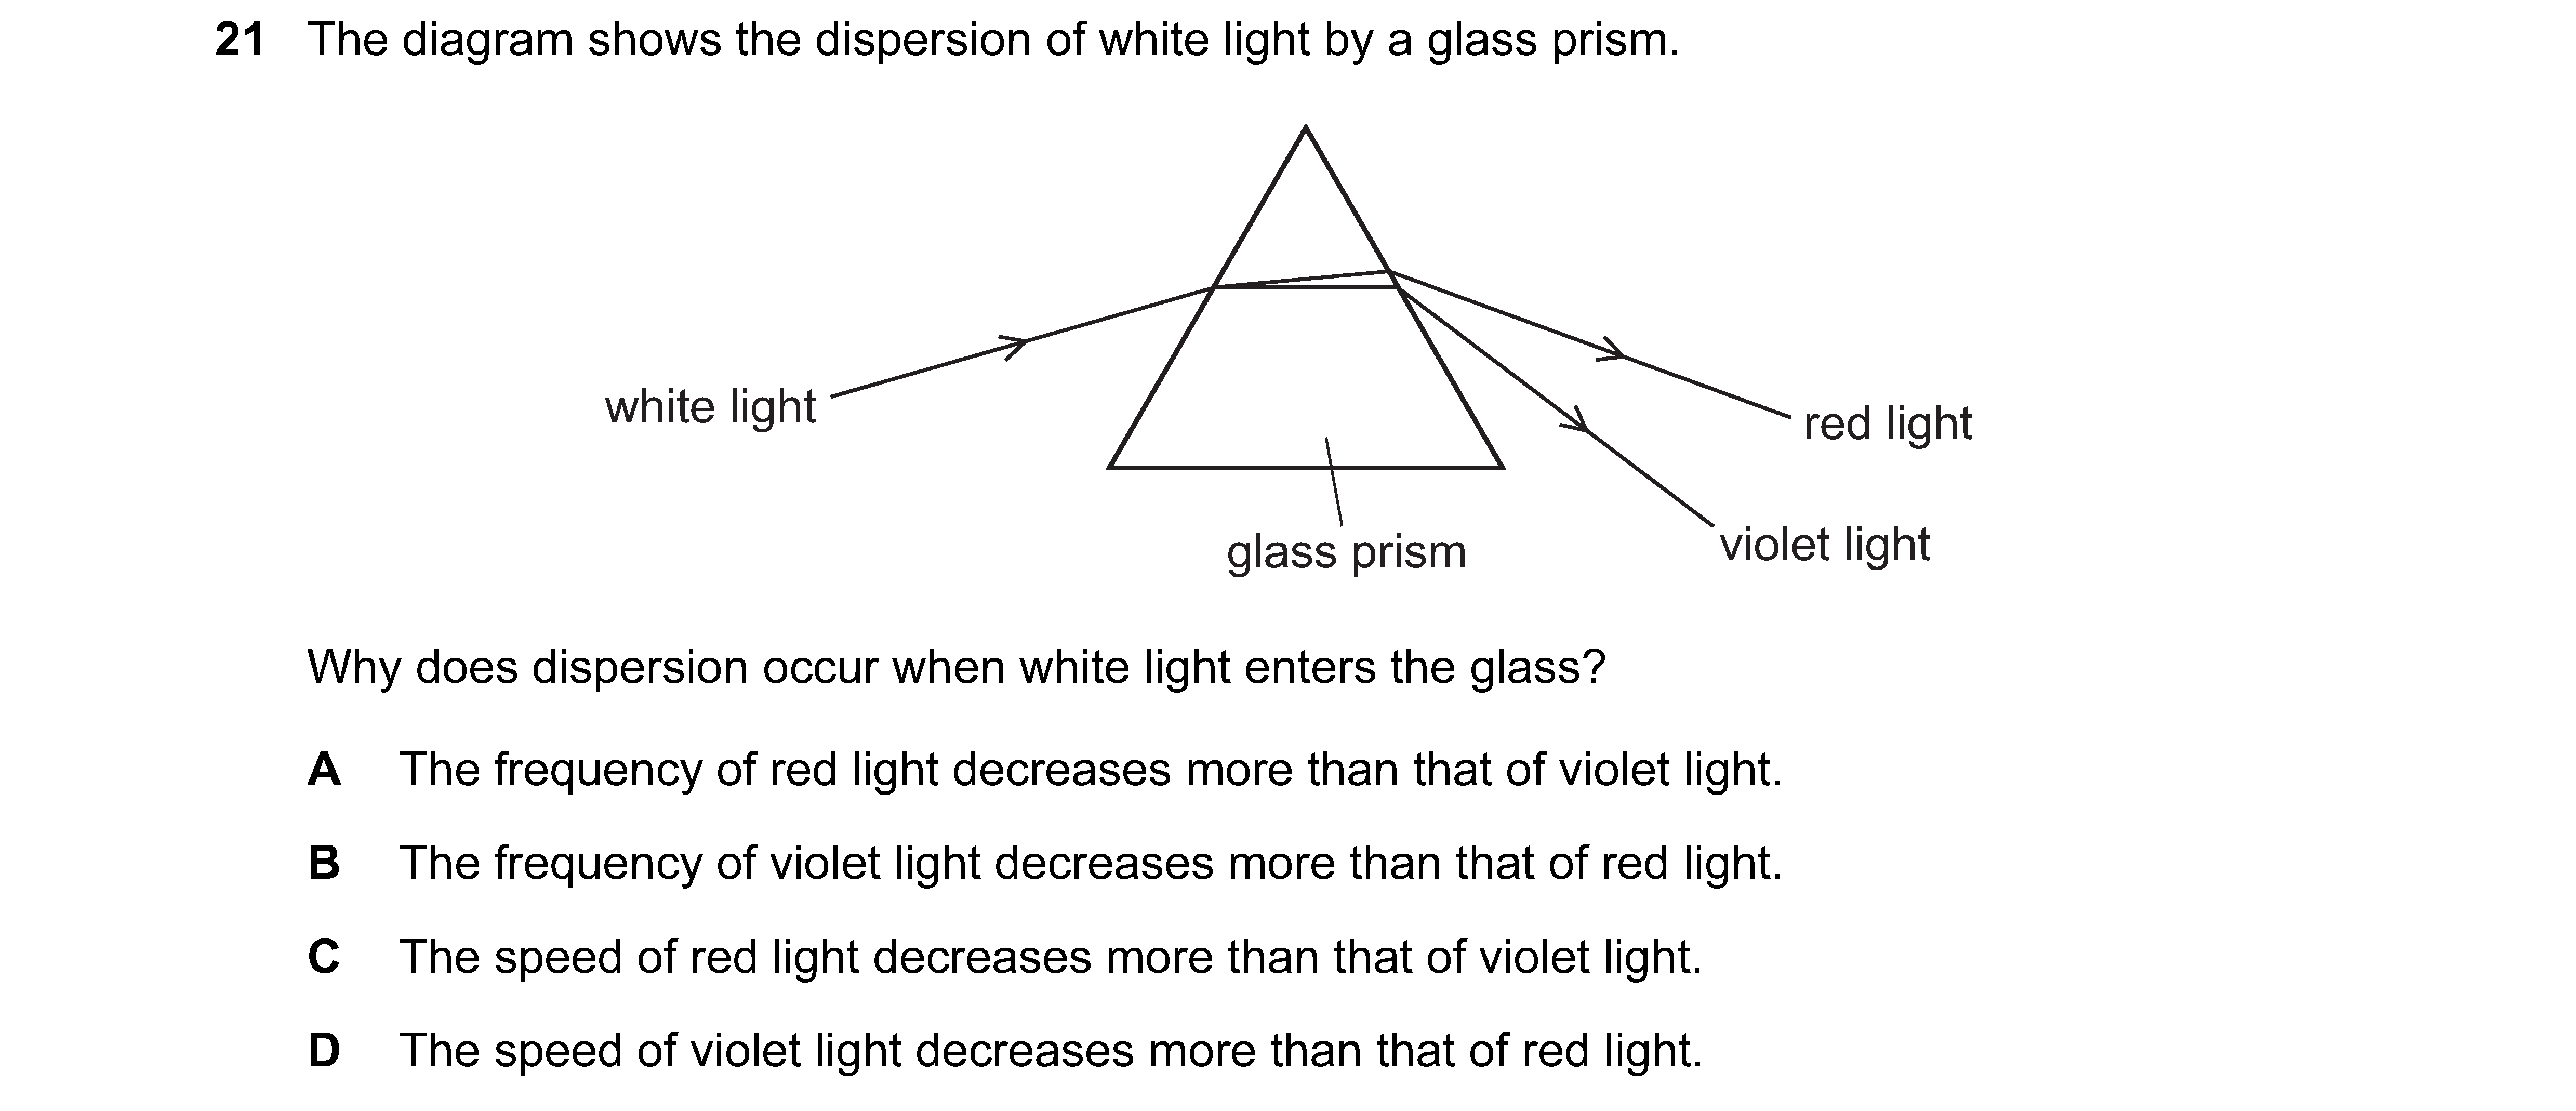 21 The diagram shows the dispersion of white light by a glass prism.
white light
red light
violet light
glass prism
Why does dispersion occur when white light enters the glass?
A The frequency of red light decreases more than that of violet light.
B The frequency of violet light decreases more than that of red light.
C The speed of red light decreases more than that of violet light.
D The speed of violet light decreases more than that of red light.